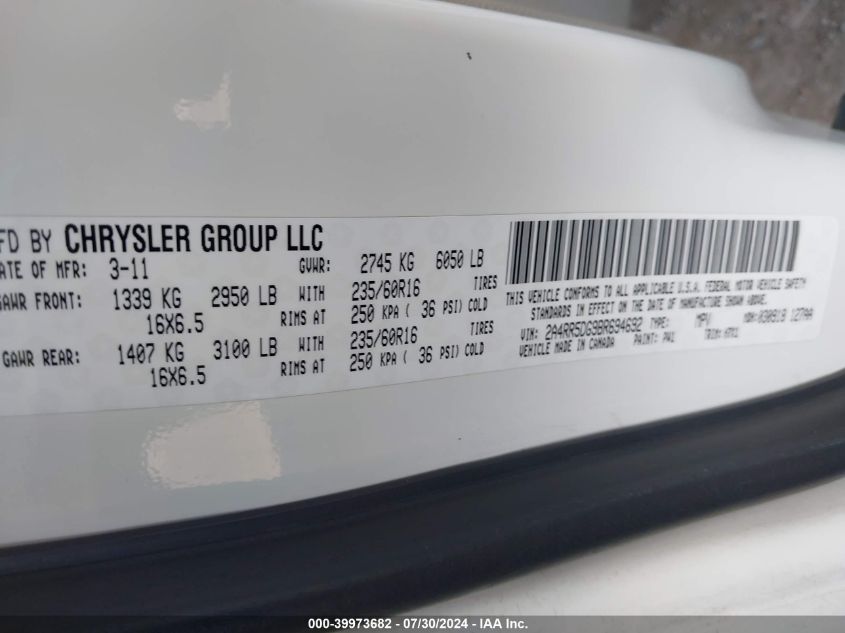 FD BY CHRYSLER GROUP LLC
ATE OF MFR: 3-11 GVWR: 2745 KG 6050 LB
GAWR FRONT: 1339 KG 2950 LB WITH 235/60R16 TIRES
16X6.5 RIMS AT 250 KPA ( 36 PSI) COLD
GAWR REAR: 1407 KG 3100 LB WITH 235/60R16 TIRES
16X6.5 RIMS AT 250 KPA ( 36 PSI) COLD
THIS VEHICLE CONFORMS TO ALL APPLICABLE U.S.A. FEDERAL MOTOR VEHICLE SAFETY
STANDARDS IN EFFECT ON THE DATE OF MANUFACTURE SHOWN ABOVE.
VIN: 2A4RR5DG9BR694692 TYPE: MPV MDH: 030919 127AA
VEHICLE MADE IN CANADA PAINT: PW1 TRIM:
000-39973682 - 07/30/2024 - IAA Inc.